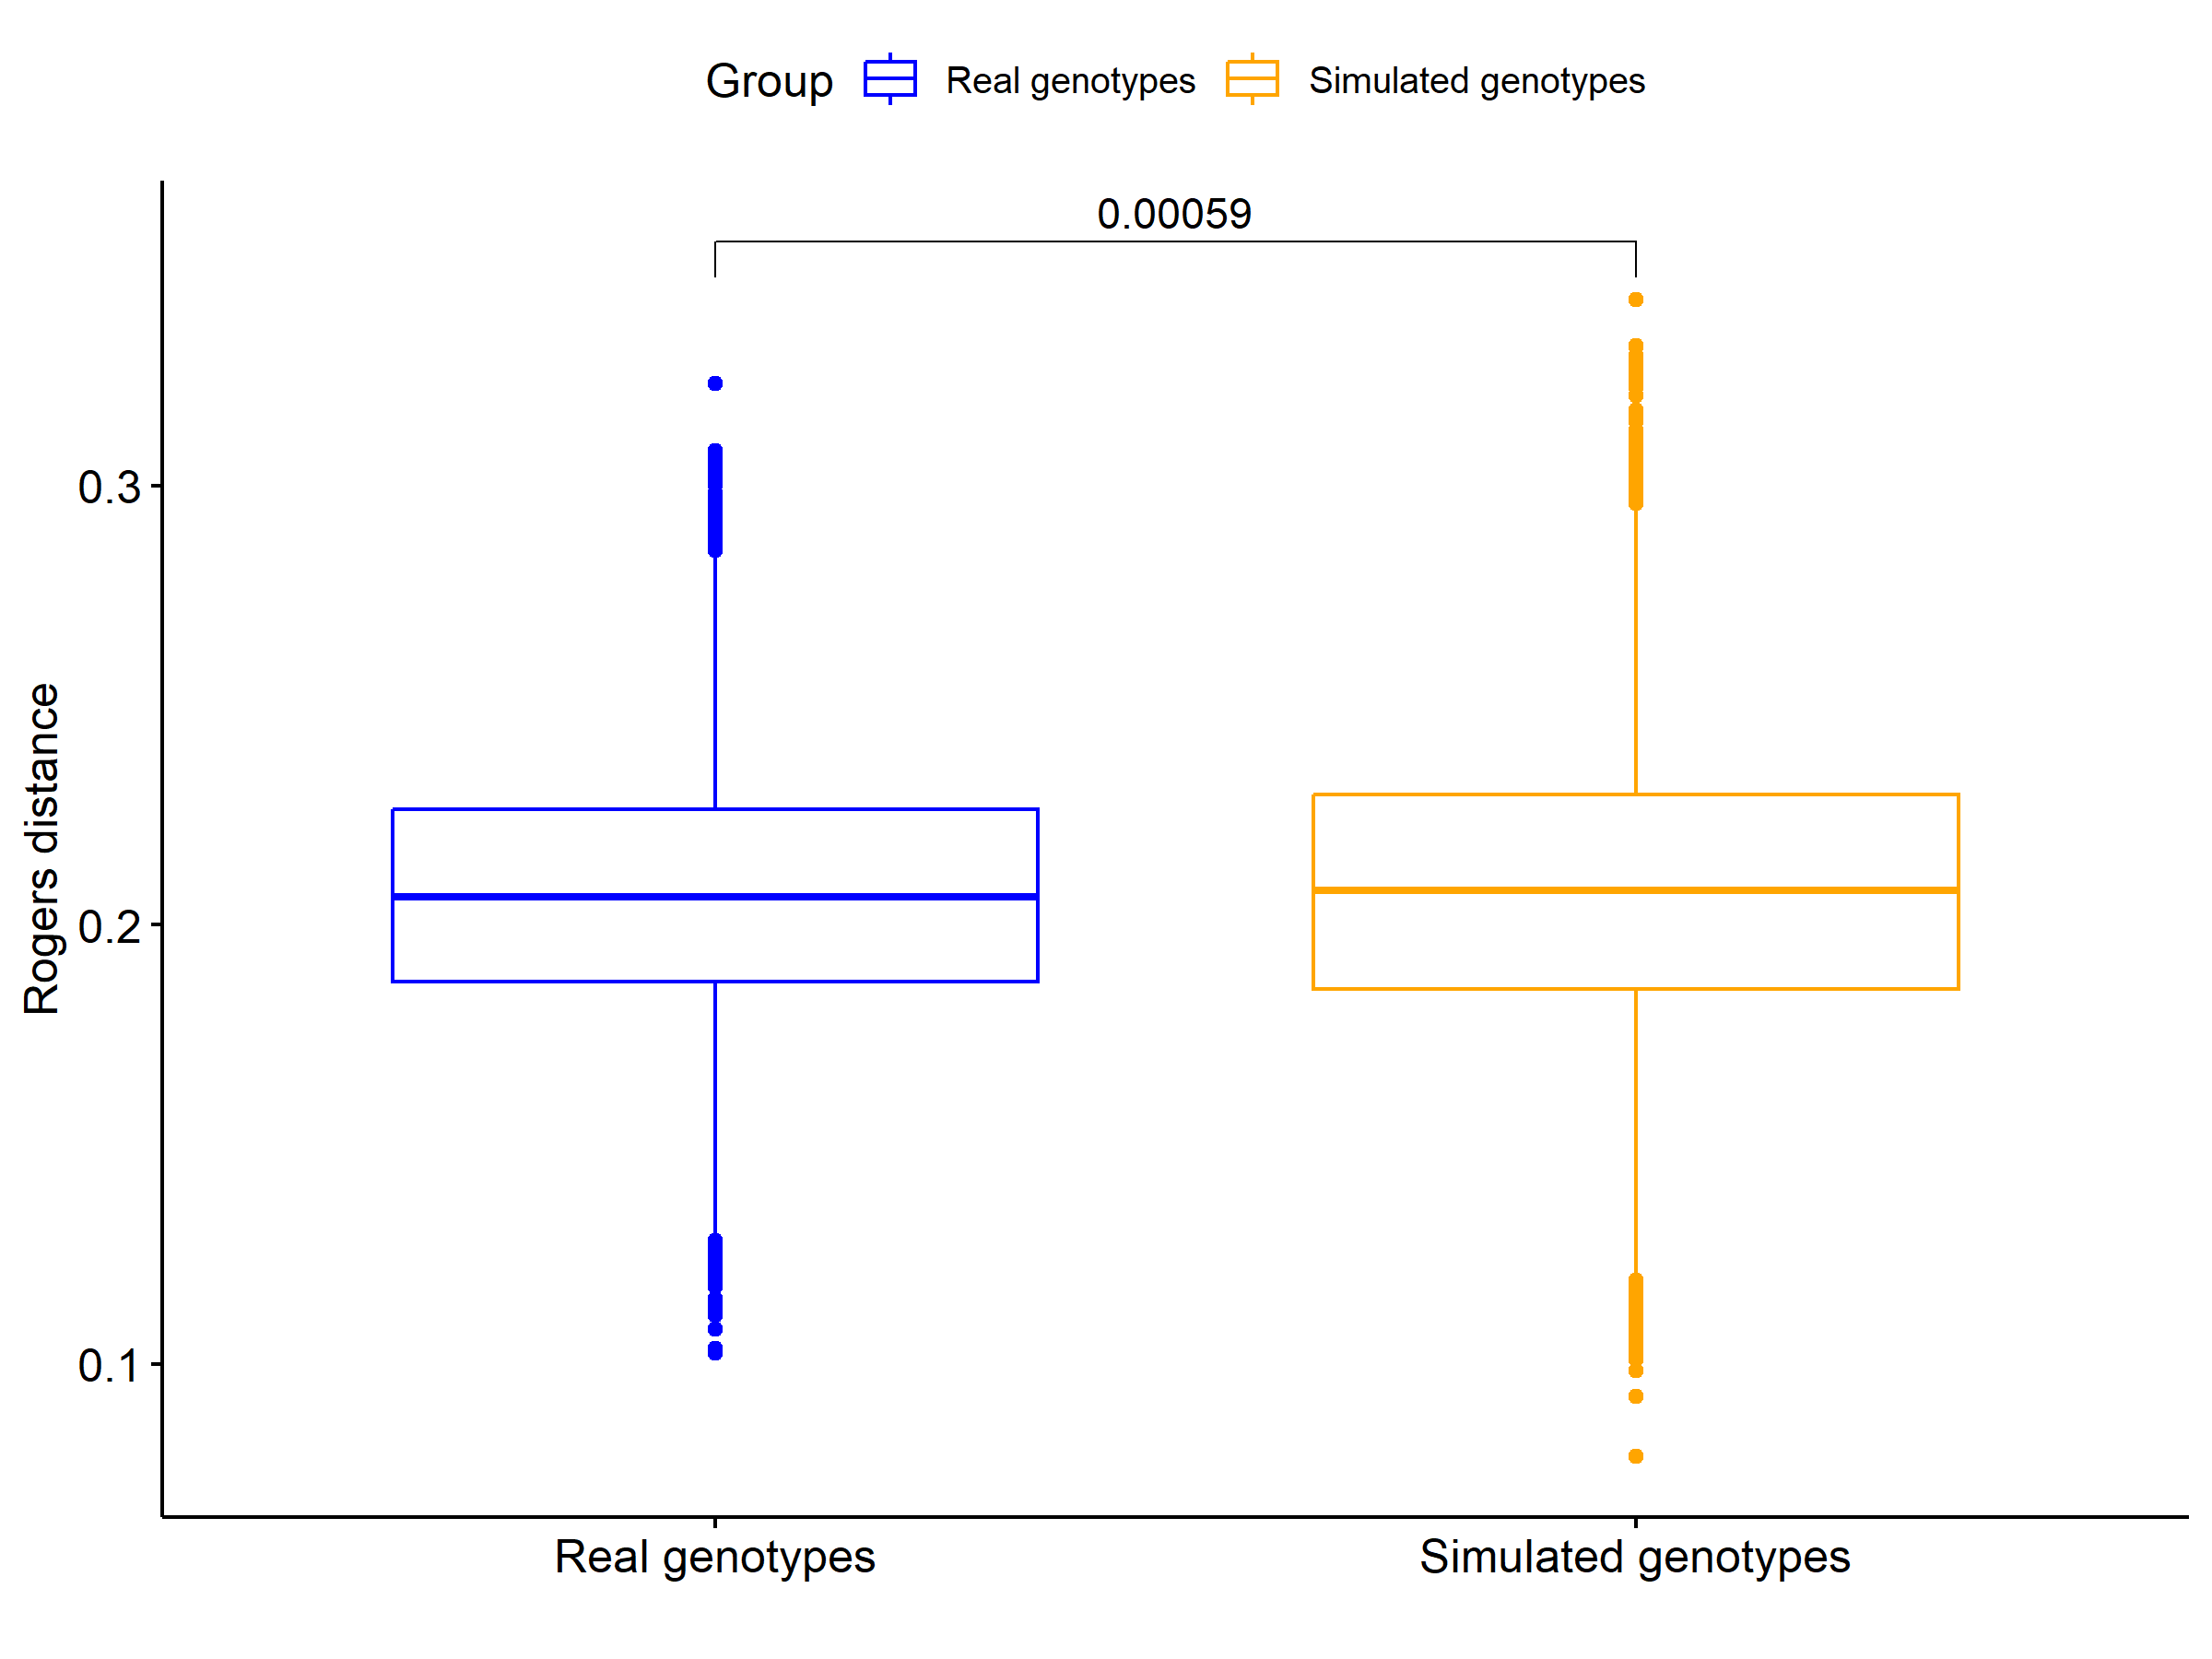 Group Real genotypes Simulated genotypes
0.00059
Rogers distance
0.3
0.2
0.1
Real genotypes Simulated genotypes